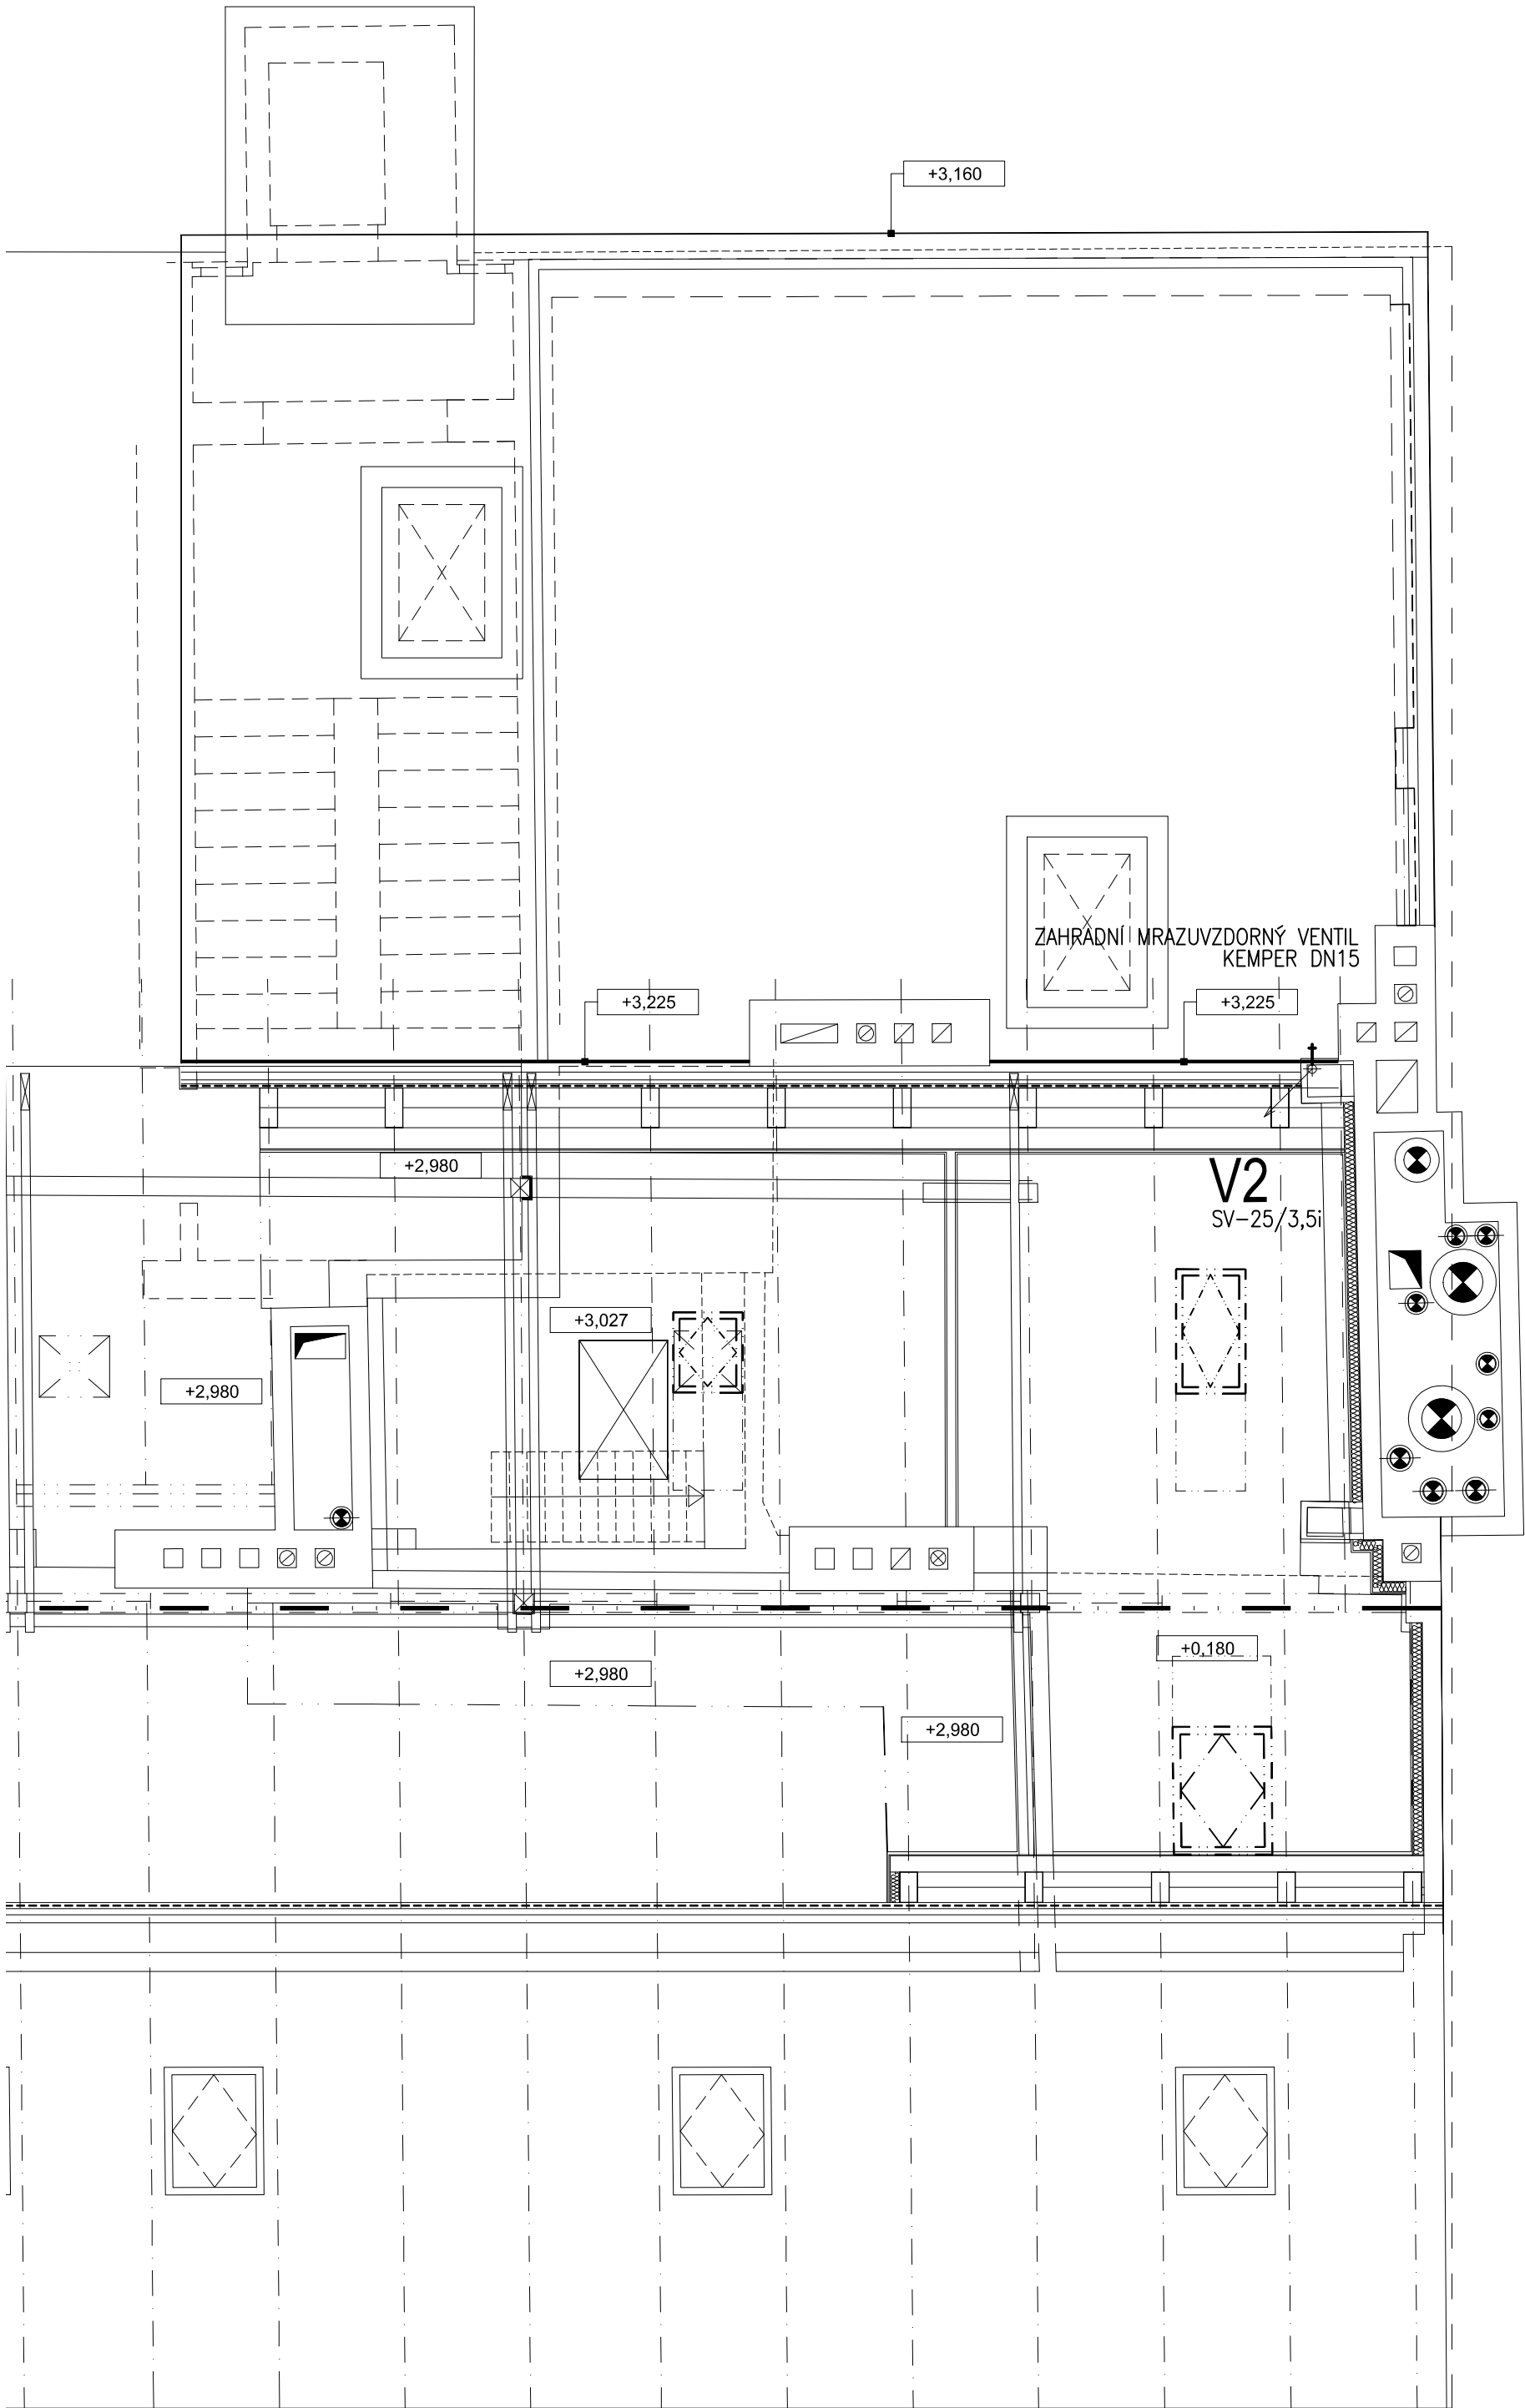 +3,160
ZAHRADNÍ MRAZUVZDORNÝ VENTIL
KEMPER DN15
+3,225
+3,225
+2,980
V2
SV-25/3,5i
+3,027
+2,980
+0,180
+2,980
+2,980